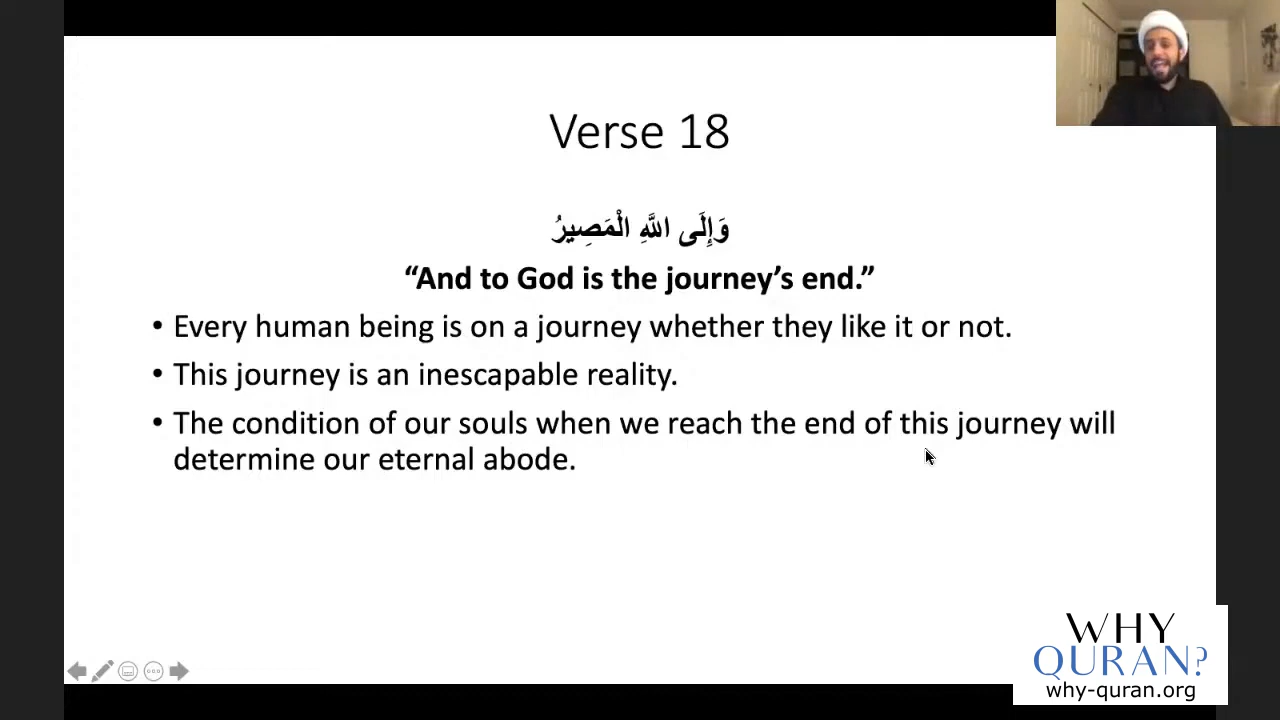 Verse 18
وَإِلَى اللَّهِ الْمَصِيرُ
“And to God is the journey’s end.”
• Every human being is on a journey whether they like it or not.
• This journey is an inescapable reality.
• The condition of our souls when we reach the end of this journey will
determine our eternal abode.
WHY
QURAN?
why-quran.org